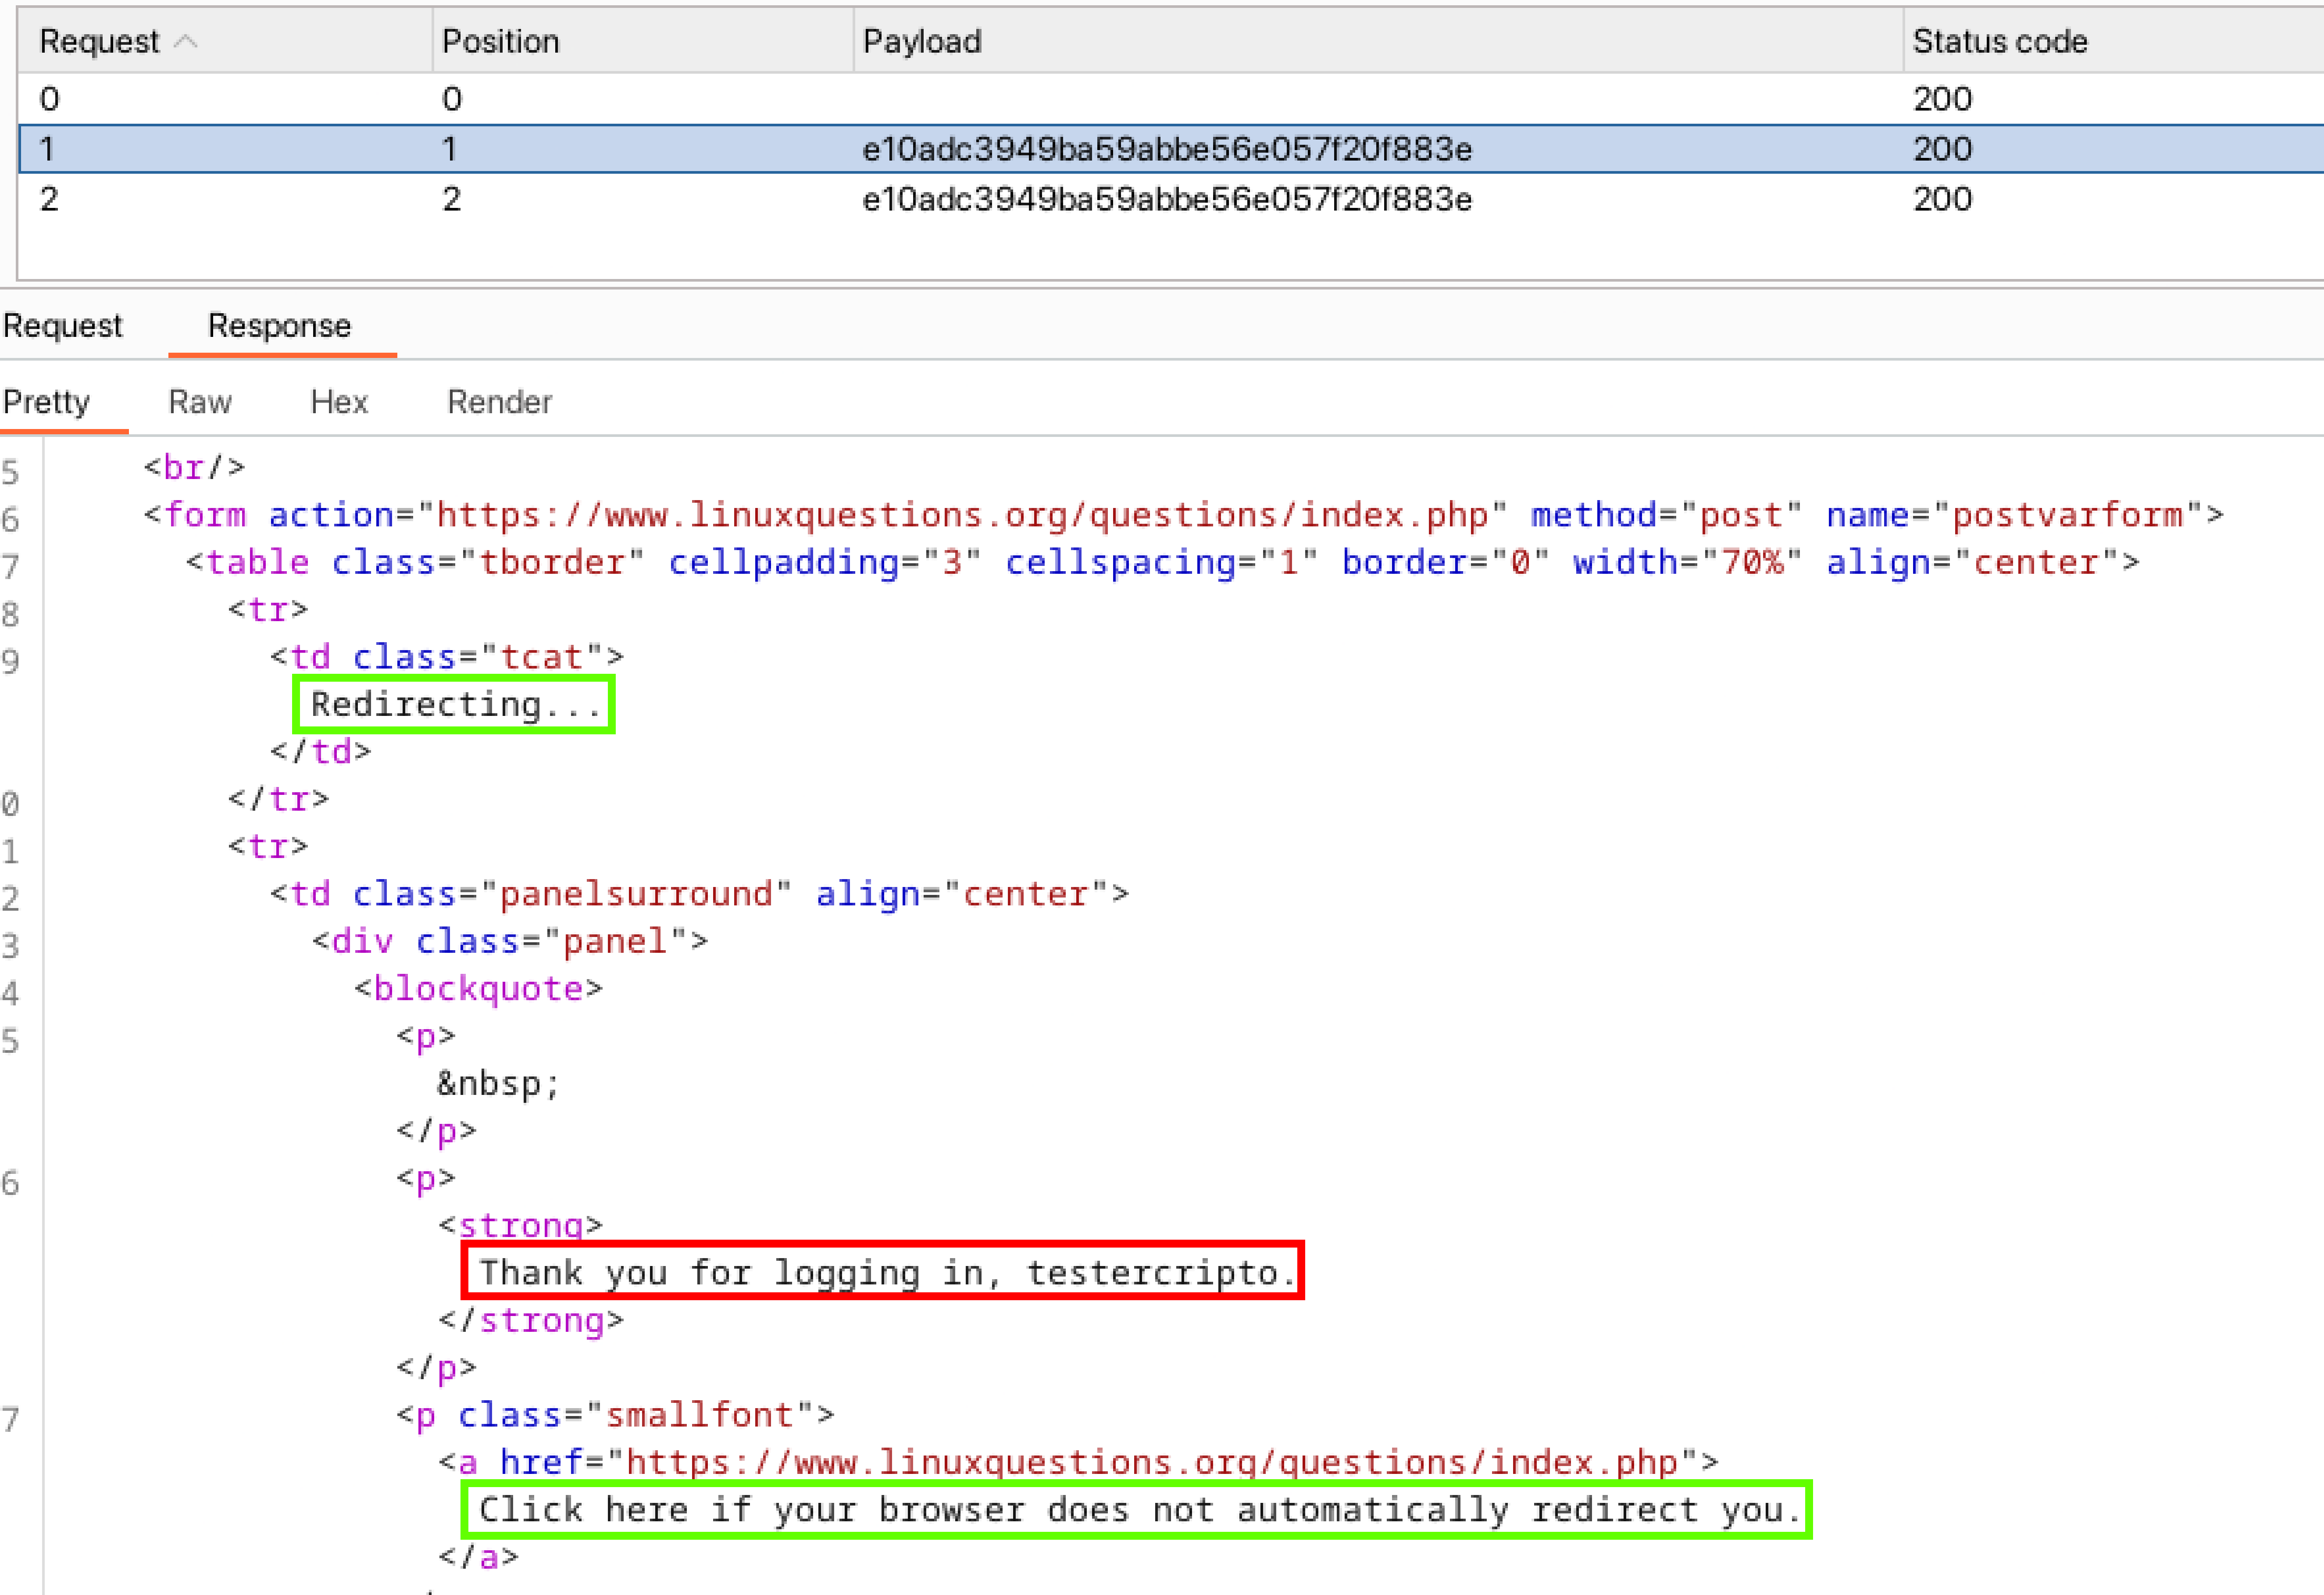 Request Position Payload Status code
0 0 200
1 1 e10adc3949ba59abbe56e057f20f883e 200
2 2 e10adc3949ba59abbe56e057f20f883e 200
Request Response
Pretty Raw Hex Render
5 <br/>
6 <form action="https://www.linuxquestions.org/questions/index.php" method="post" name="postvarform">
7 <table class="tborder" cellpadding="3" cellspacing="1" border="0" width="70%" align="center">
8 <tr>
9 <td class="tcat">
Redirecting...
</td>
0 </tr>
1 <tr>
2 <td class="panelsurround" align="center">
3 <div class="panel">
4 <blockquote>
5 <p>
&nbsp;
</p>
6 <p>
<strong>
Thank you for logging in, testercripto.
</strong>
</p>
7 <p class="smallfont">
<a href="https://www.linuxquestions.org/questions/index.php">
Click here if your browser does not automatically redirect you.
</a>